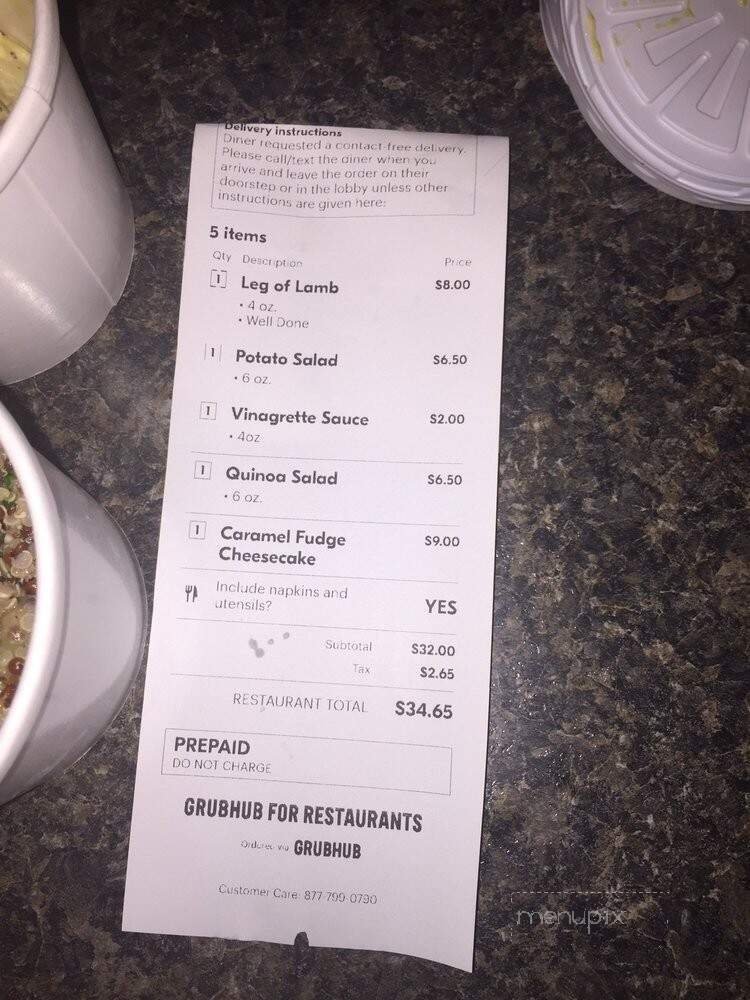 Delivery instructions
Diner requested a contact-free delivery.
Please call/text the diner when you
arrive and leave the order on their
doorstep or in the lobby unless other
instructions are given here:
5 items
Qty Description Price
1 Leg of Lamb $8.00
• 4 oz.
• Well Done
1 Potato Salad $6.50
• 6 oz.
1 Vinagrette Sauce $2.00
• 4oz
1 Quinoa Salad $6.50
• 6 oz.
1 Caramel Fudge $9.00
Cheesecake
Include napkins and
utensils? YES
Subtotal $32.00
Tax $2.65
RESTAURANT TOTAL $34.65
PREPAID
DO NOT CHARGE
GRUBHUB FOR RESTAURANTS
Ordered via GRUBHUB
Customer Care: 877-799-0790
menupix